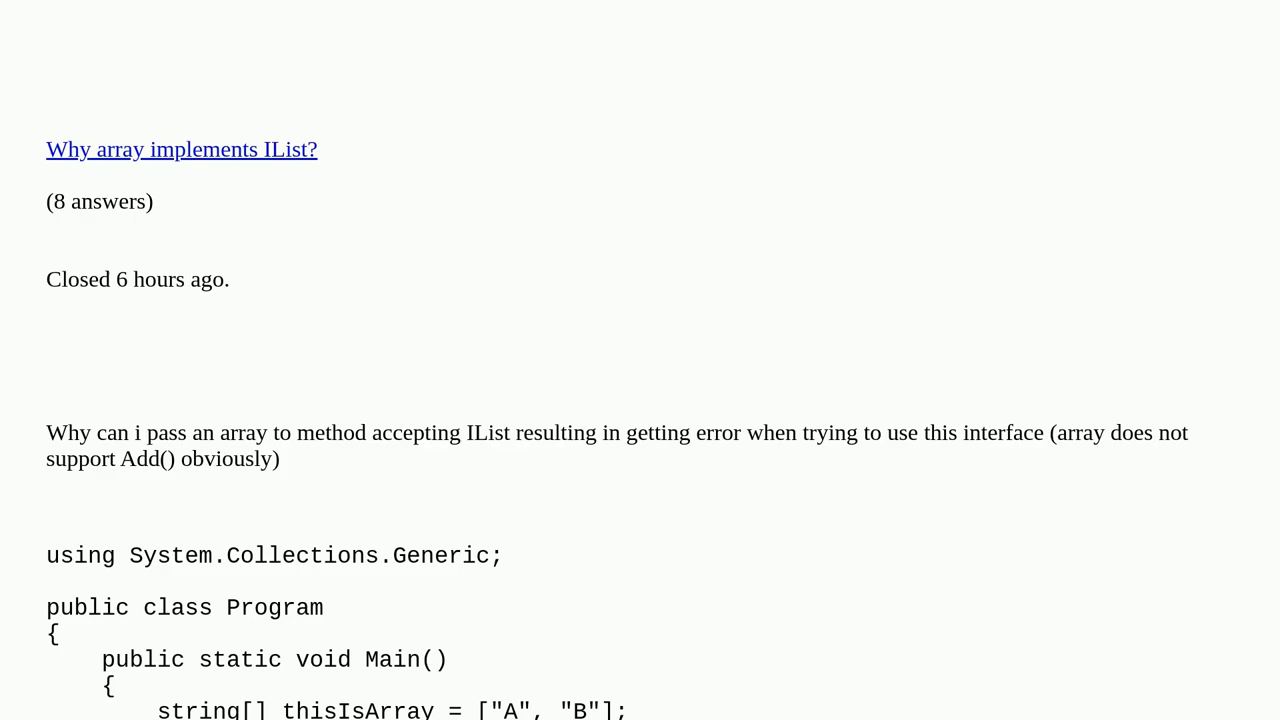 Why array implements IList?
(8 answers)
Closed 6 hours ago.
Why can i pass an array to method accepting IList resulting in getting error when trying to use this interface (array does not
support Add() obviously)
using System.Collections.Generic;
public class Program
{
    public static void Main()
    {
        string[] thisIsArray = ["A", "B"];